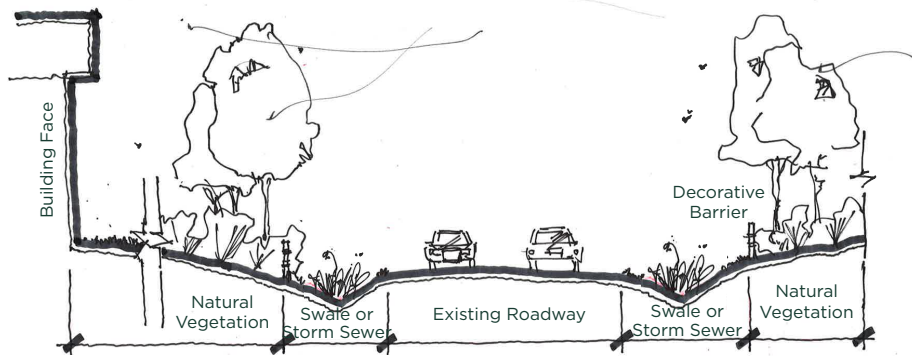 Building Face
Decorative
Barrier
Natural
Vegetation
Swale or
Storm Sewer
Existing Roadway
Swale or
Storm Sewer
Natural
Vegetation